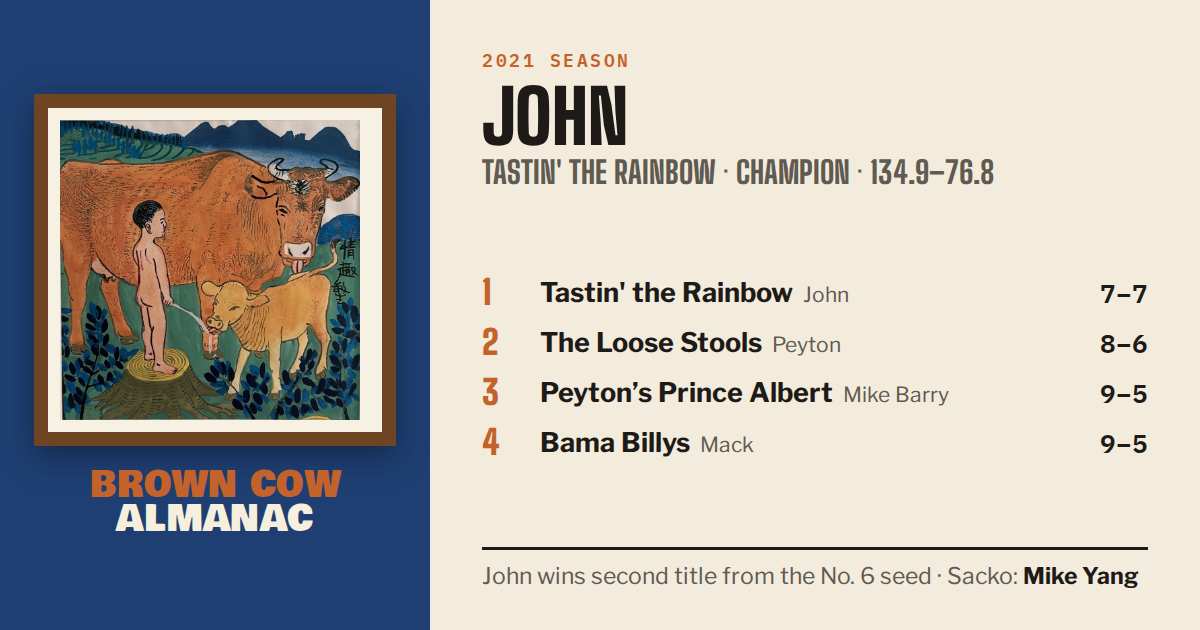 2021 SEASON
JOHN
TASTIN' THE RAINBOW · CHAMPION · 134.9–76.8
1 Tastin' the Rainbow John 7–7
2 The Loose Stools Peyton 8–6
3 Peyton’s Prince Albert Mike Barry 9–5
4 Bama Billys Mack 9–5
John wins second title from the No. 6 seed · Sacko: Mike Yang
情趣
BROWN COW
ALMANAC